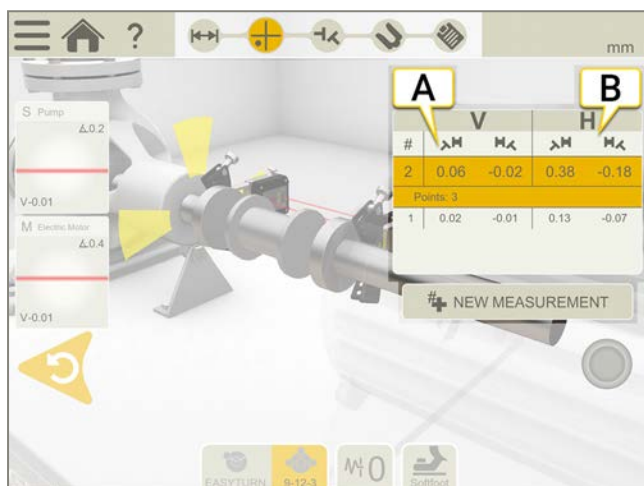 ?
mm
A
B
V H
#
2 0.06 -0.02 0.38 -0.18
Points: 3
1 0.02 -0.01 0.13 -0.07
# NEW MEASUREMENT
S Pump
∡0.2
V-0.01
M Electric Motor
∡0.4
V-0.01
EASYTURN
9-12-3
0
Softfoot